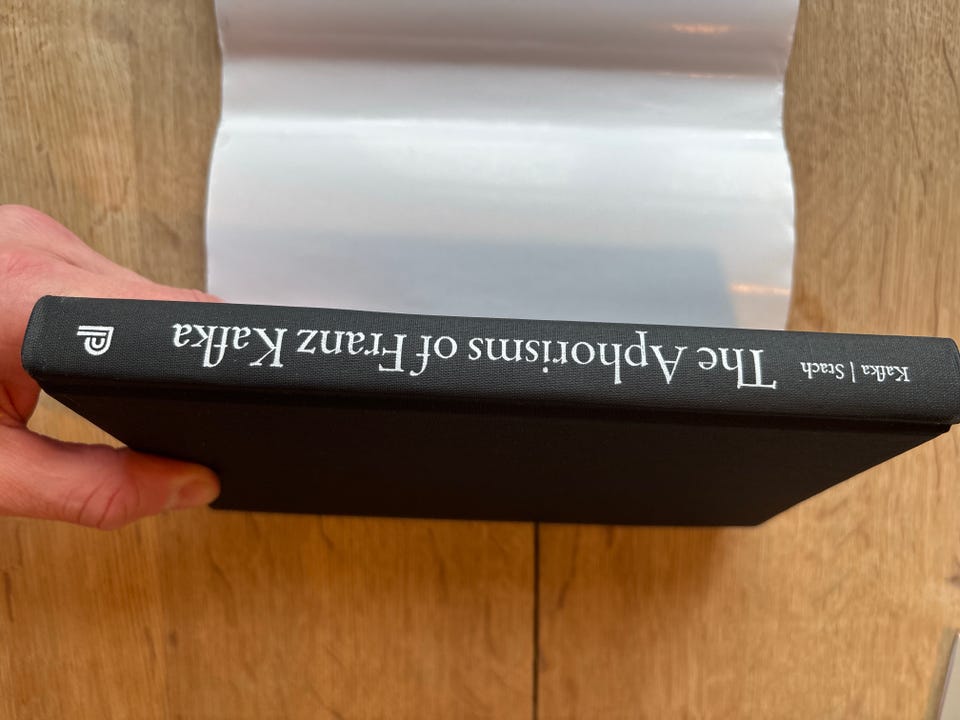 Kafka | Stach
The Aphorisms of Franz Kafka